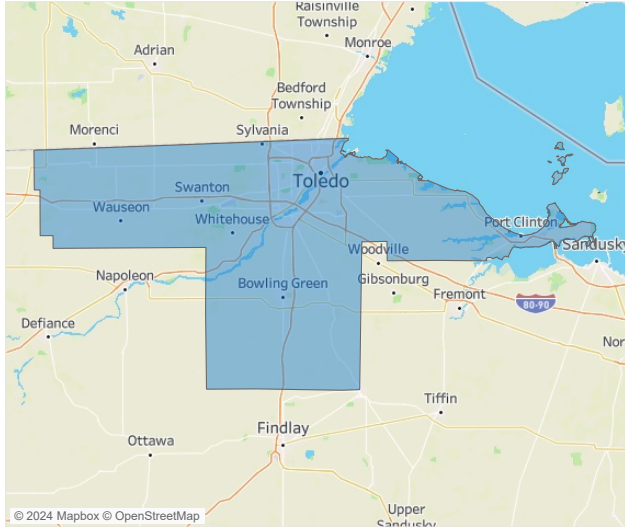 Raisinville
Township
Adrian
Monroe
Bedford
Township
Morenci
Sylvania
Toledo
Swanton
Wauseon
Whitehouse
Port Clinton
Sandusky
Woodville
Napoleon
Gibsonburg
Bowling Green
Fremont
80-90
Defiance
Nor
Tiffin
Findlay
Ottawa
Upper
Sandusky
© 2024 Mapbox © OpenStreetMap